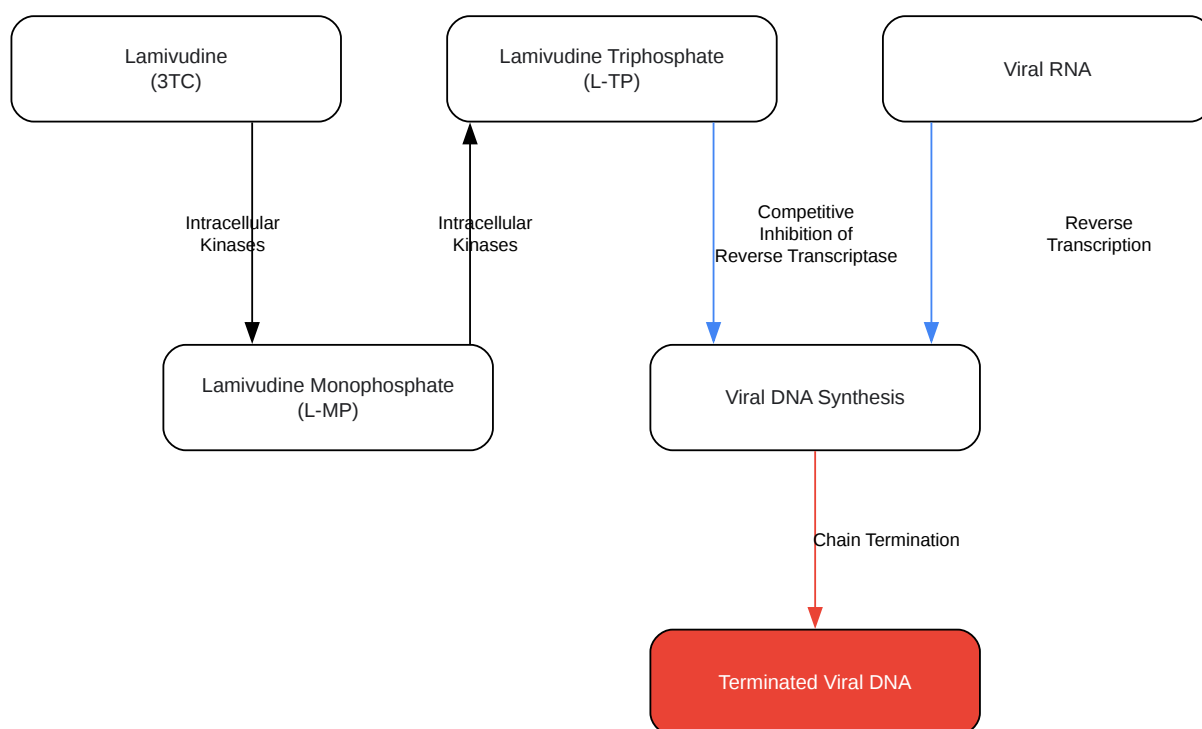 Lamivudine
(3TC)
Lamivudine Triphosphate
(L-TP)
Viral RNA
Intracellular
Kinases
Intracellular
Kinases
Competitive
Inhibition of
Reverse Transcriptase
Reverse
Transcription
Lamivudine Monophosphate
(L-MP)
Viral DNA Synthesis
Chain Termination
Terminated Viral DNA